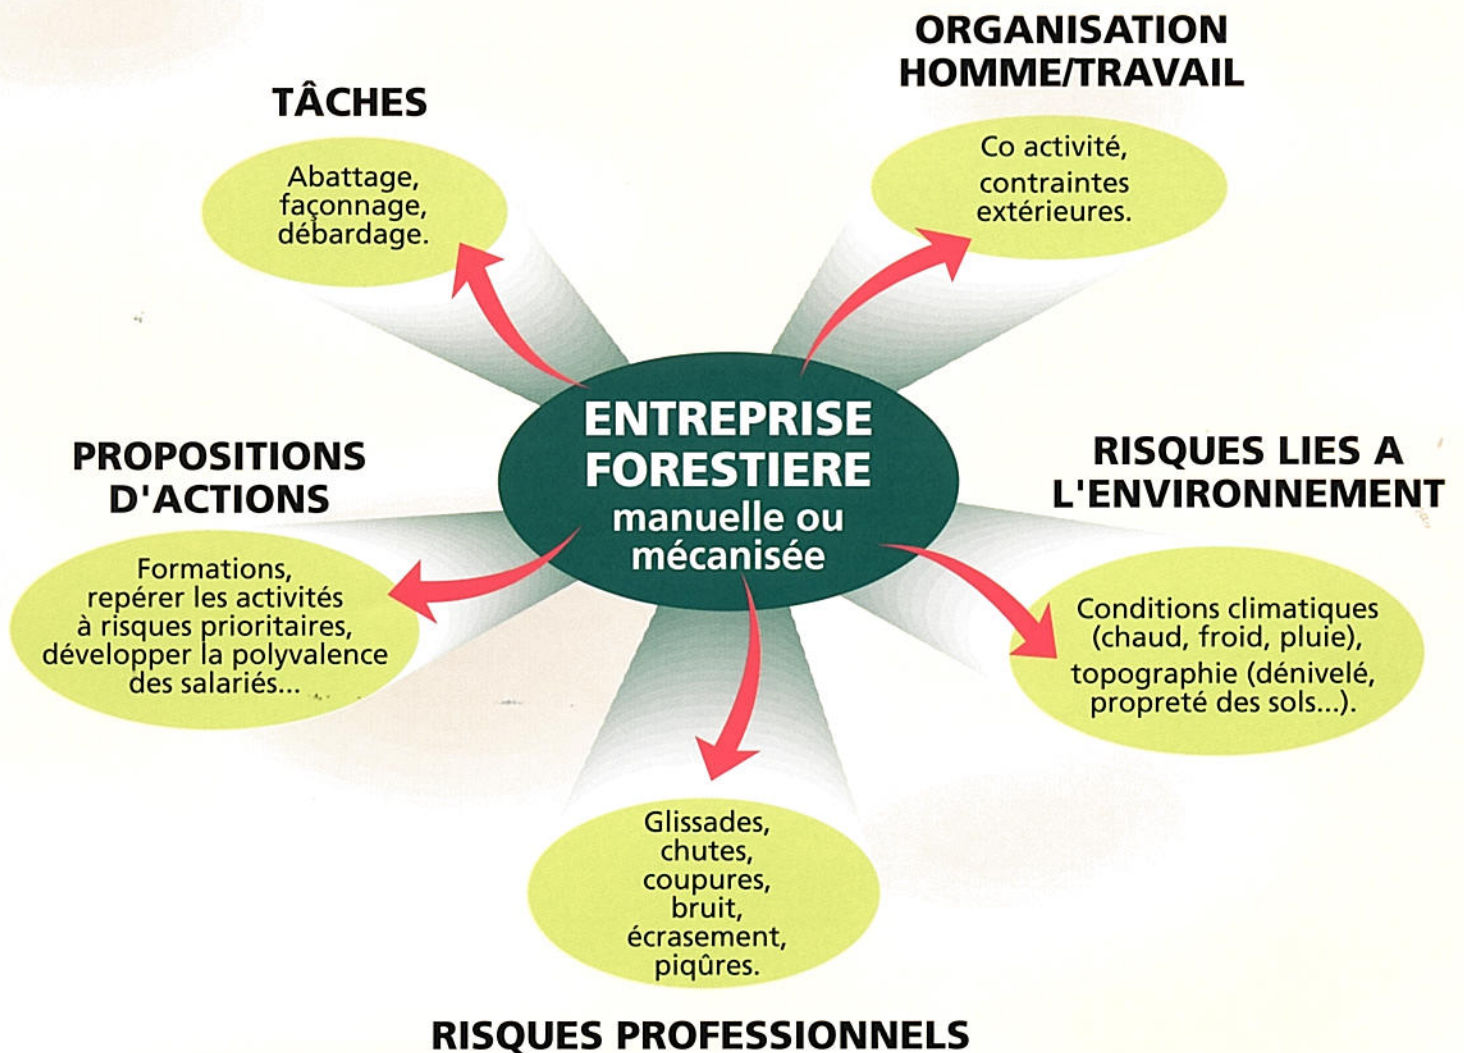 ORGANISATION
HOMME/TRAVAIL
Co activité,
contraintes
extérieures.
TÂCHES
Abattage,
façonnage,
débardage.
ENTREPRISE
FORESTIERE
manuelle ou
mécanisée
PROPOSITIONS
D'ACTIONS
Formations,
repérer les activités
à risques prioritaires,
développer la polyvalence
des salariés...
RISQUES LIES A
L'ENVIRONNEMENT
Conditions climatiques
(chaud, froid, pluie),
topographie (dénivelé,
propreté des sols...).
Glissades,
chutes,
coupures,
bruit,
écrasement,
piqûres.
RISQUES PROFESSIONNELS